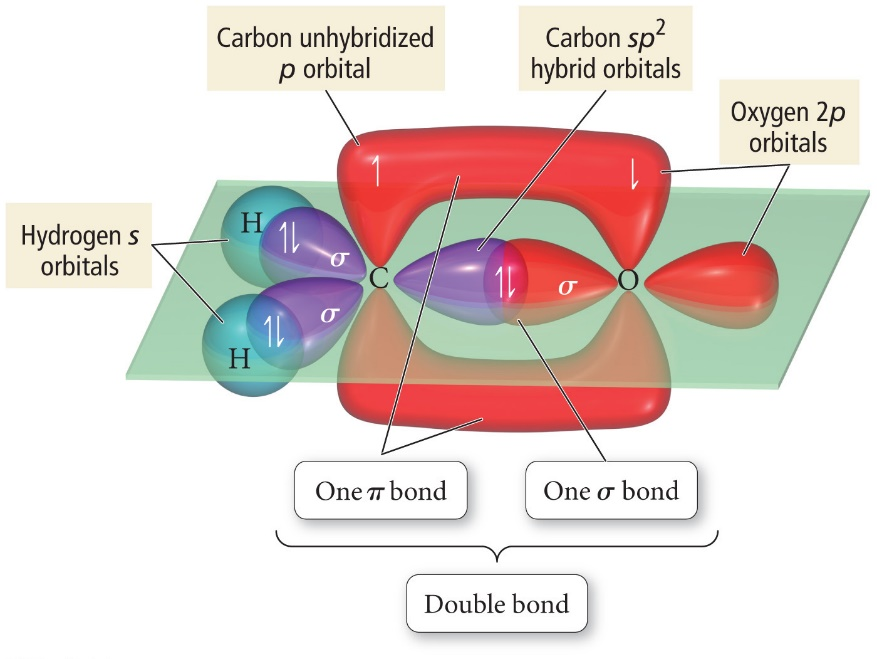 Carbon unhybridized
p orbital
Carbon sp²
hybrid orbitals
Oxygen 2p
orbitals
Hydrogen s
orbitals
H
↿⇂
σ
↿
⇂
C
↿⇂
σ
O
σ
↿⇂
H
One π bond
One σ bond
Double bond